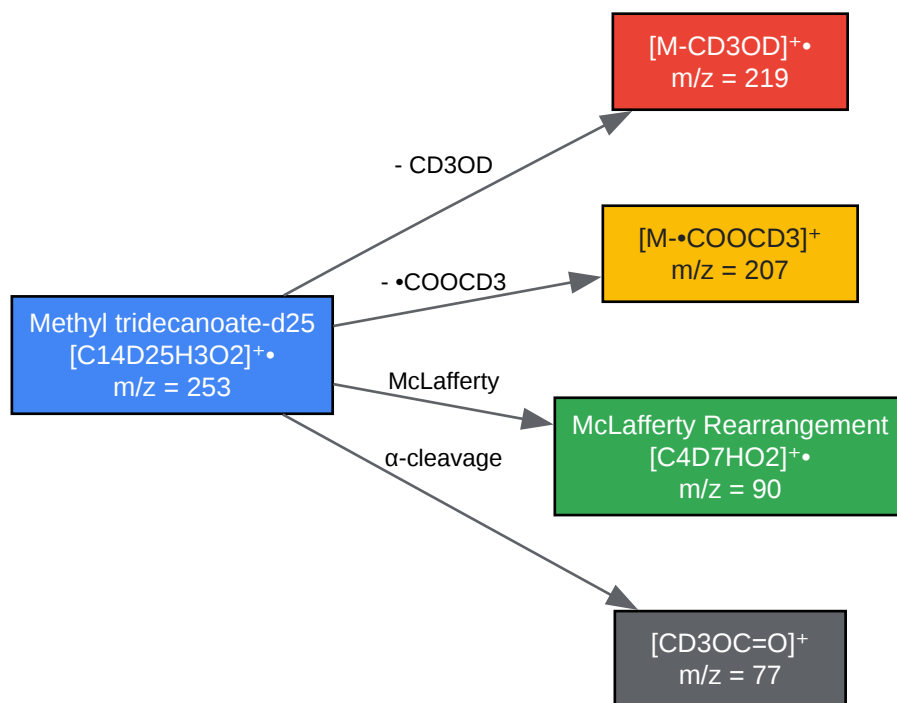 [M-CD3OD]⁺•
m/z = 219
- CD3OD
[M-•COOCD3]⁺
m/z = 207
- •COOCD3
Methyl tridecanoate-d25
[C14D25H3O2]⁺•
m/z = 253
McLafferty
McLafferty Rearrangement
[C4D7HO2]⁺•
m/z = 90
α-cleavage
[CD3OC=O]⁺
m/z = 77